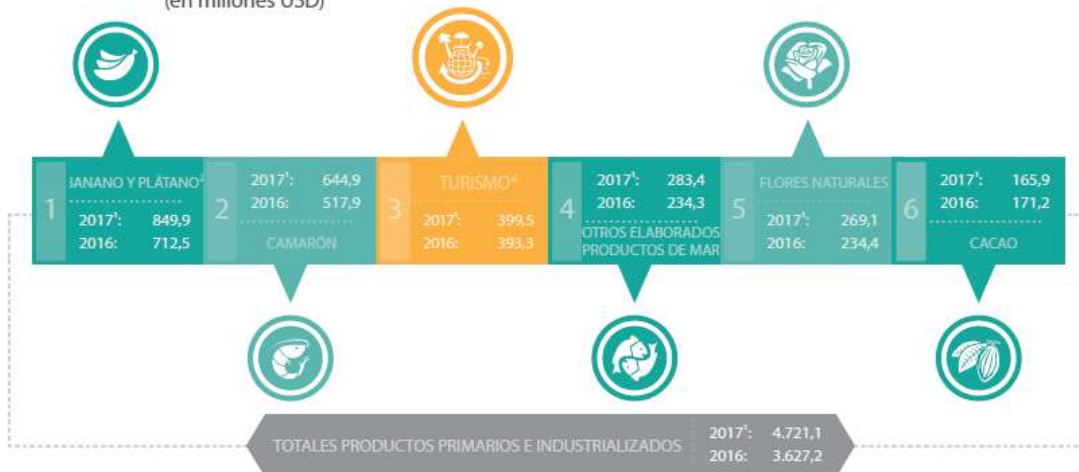 (en millones USD)
1
BANANO Y PLÁTANO²
2017¹: 849,9
2016: 712,5
2
2017¹: 644,9
2016: 517,9
CAMARÓN
3
TURISMO⁴
2017¹: 399,5
2016: 393,3
4
2017¹: 283,4
2016: 234,3
OTROS ELABORADOS
PRODUCTOS DE MAR
5
FLORES NATURALES
2017¹: 269,1
2016: 234,4
6
2017¹: 165,9
2016: 171,2
CACAO
TOTALES PRODUCTOS PRIMARIOS E INDUSTRIALIZADOS
2017¹: 4.721,1
2016: 3.627,2